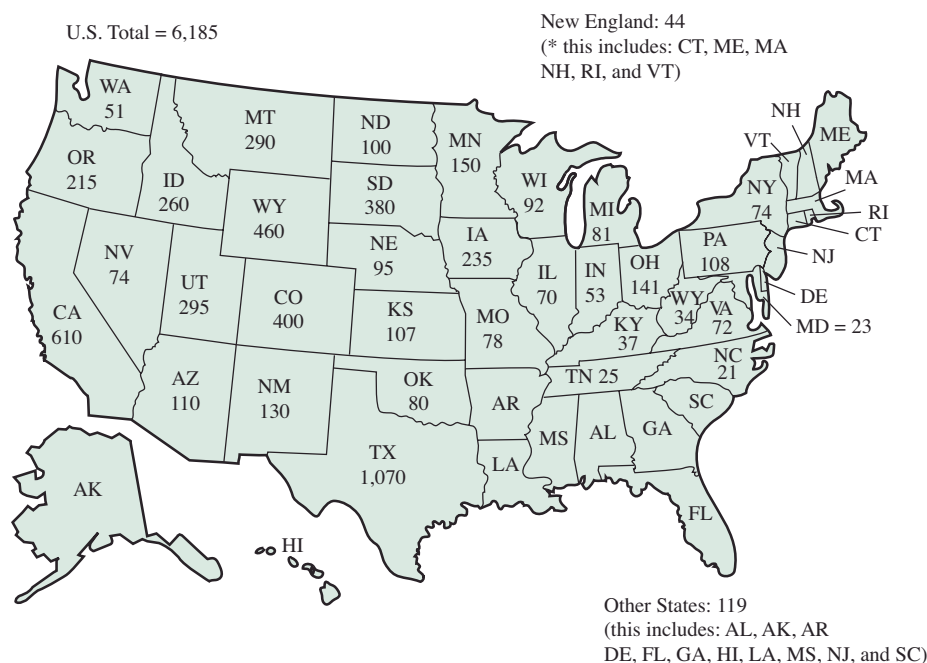 U.S. Total = 6,185
New England: 44
(* this includes: CT, ME, MA
NH, RI, and VT)
WA
51
OR
215
CA
610
NV
74
ID
260
MT
290
WY
460
UT
295
CO
400
AZ
110
NM
130
ND
100
SD
380
NE
95
KS
107
OK
80
TX
1,070
MN
150
IA
235
MO
78
AR
LA
WI
92
IL
70
MI
81
IN
53
OH
141
KY
37
TN 25
MS
AL
GA
FL
SC
NC
21
VA
72
WY
34
PA
108
NY
74
VT
NH
ME
MA
RI
CT
NJ
DE
MD = 23
AK
HI
Other States: 119
(this includes: AL, AK, AR
DE, FL, GA, HI, LA, MS, NJ, and SC)